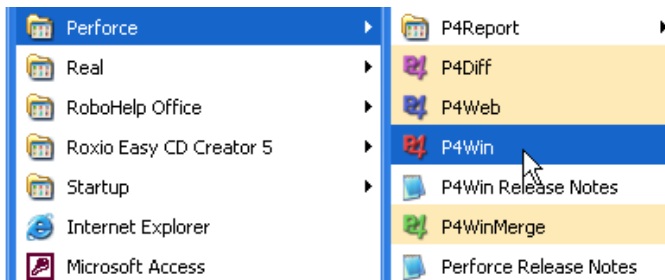 Perforce
Real
RoboHelp Office
Roxio Easy CD Creator 5
Startup
Internet Explorer
Microsoft Access
P4Report
P4Diff
P4Web
P4Win
P4Win Release Notes
P4WinMerge
Perforce Release Notes